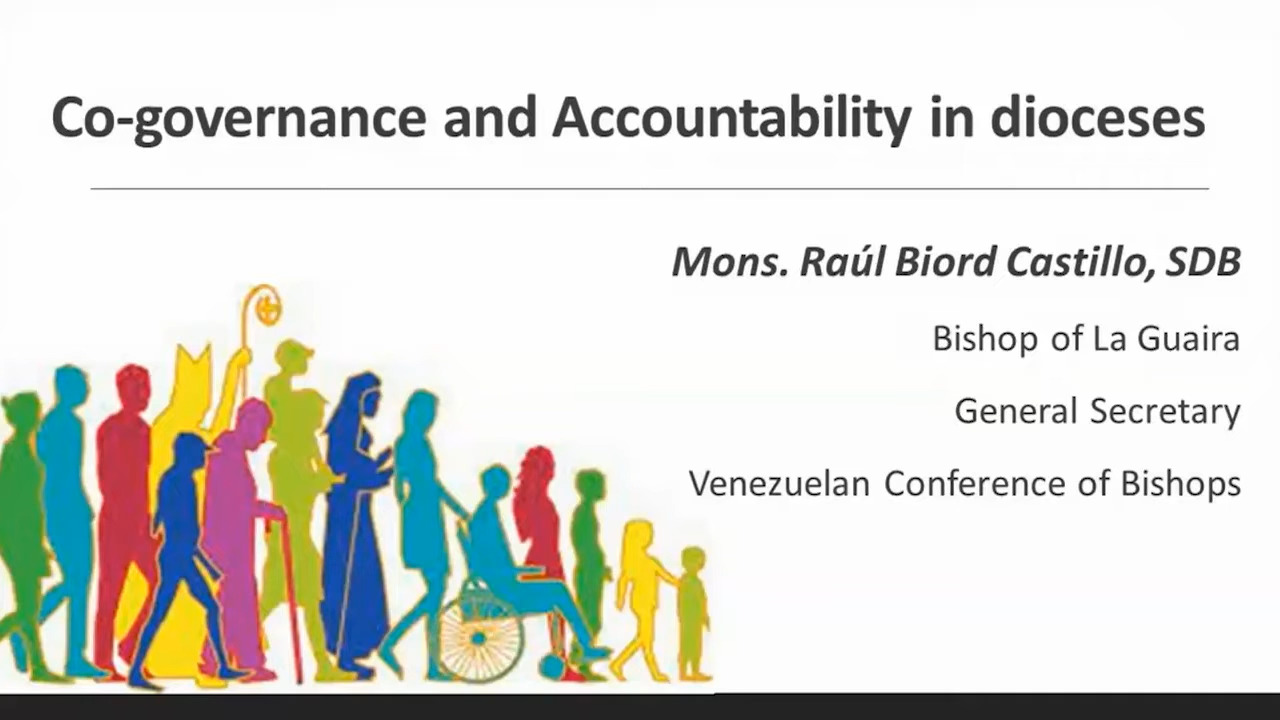 Co-governance and Accountability in dioceses
Mons. Raúl Biord Castillo, SDB
Bishop of La Guaira
General Secretary
Venezuelan Conference of Bishops